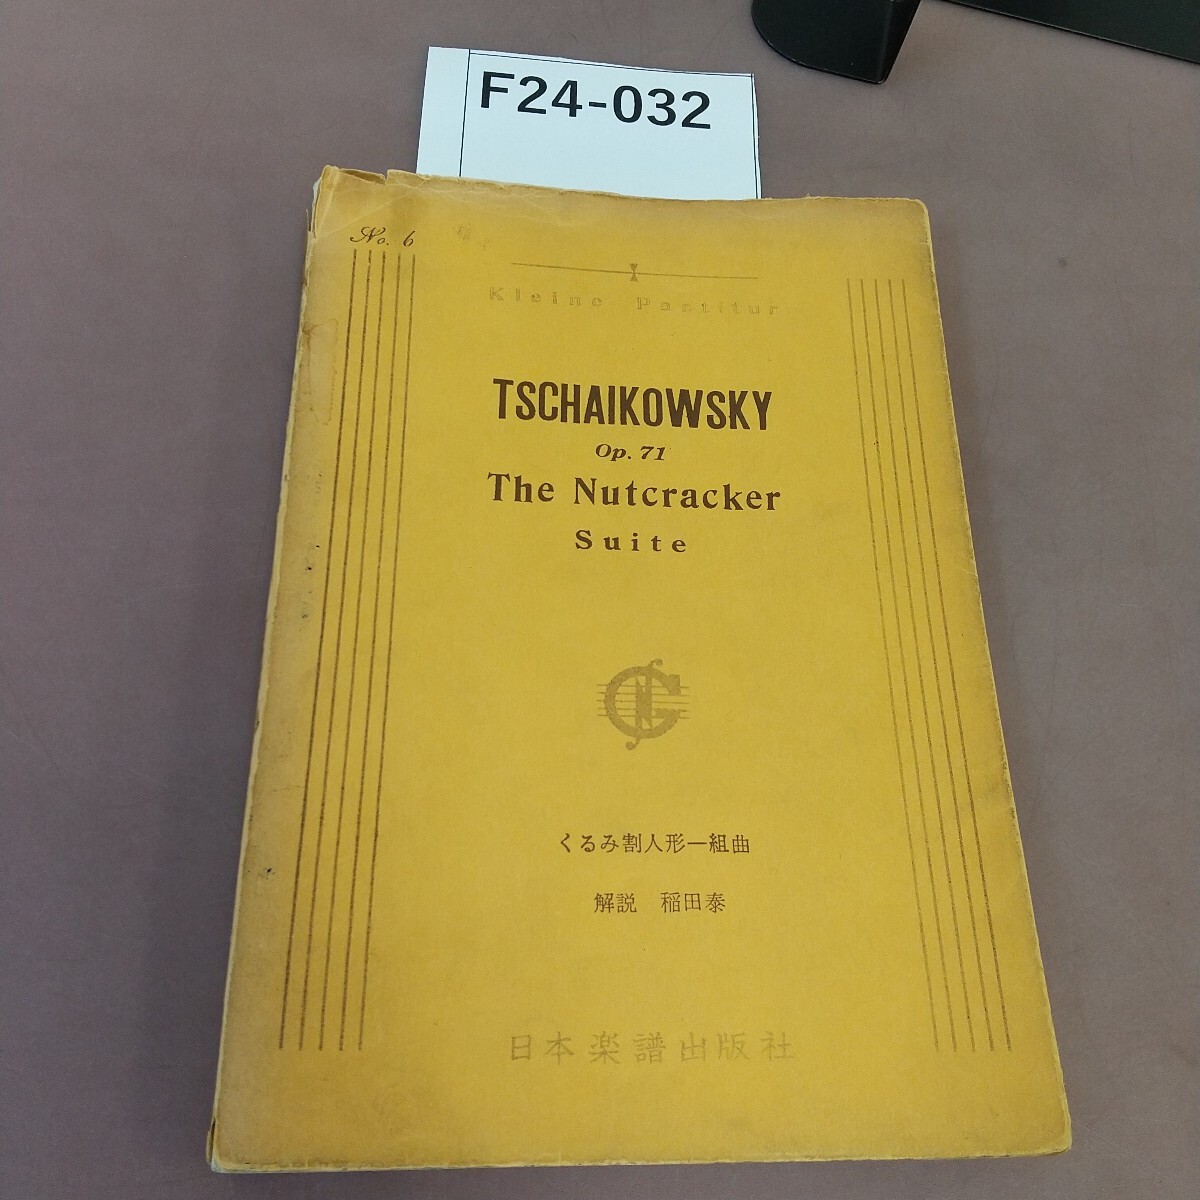 F24-032
No. 6
Kleine Partitur
TSCHAIKOWSKY
Op. 71
The Nutcracker
Suite
くるみ割人形—組曲
解説 稲田泰
日本楽譜出版社